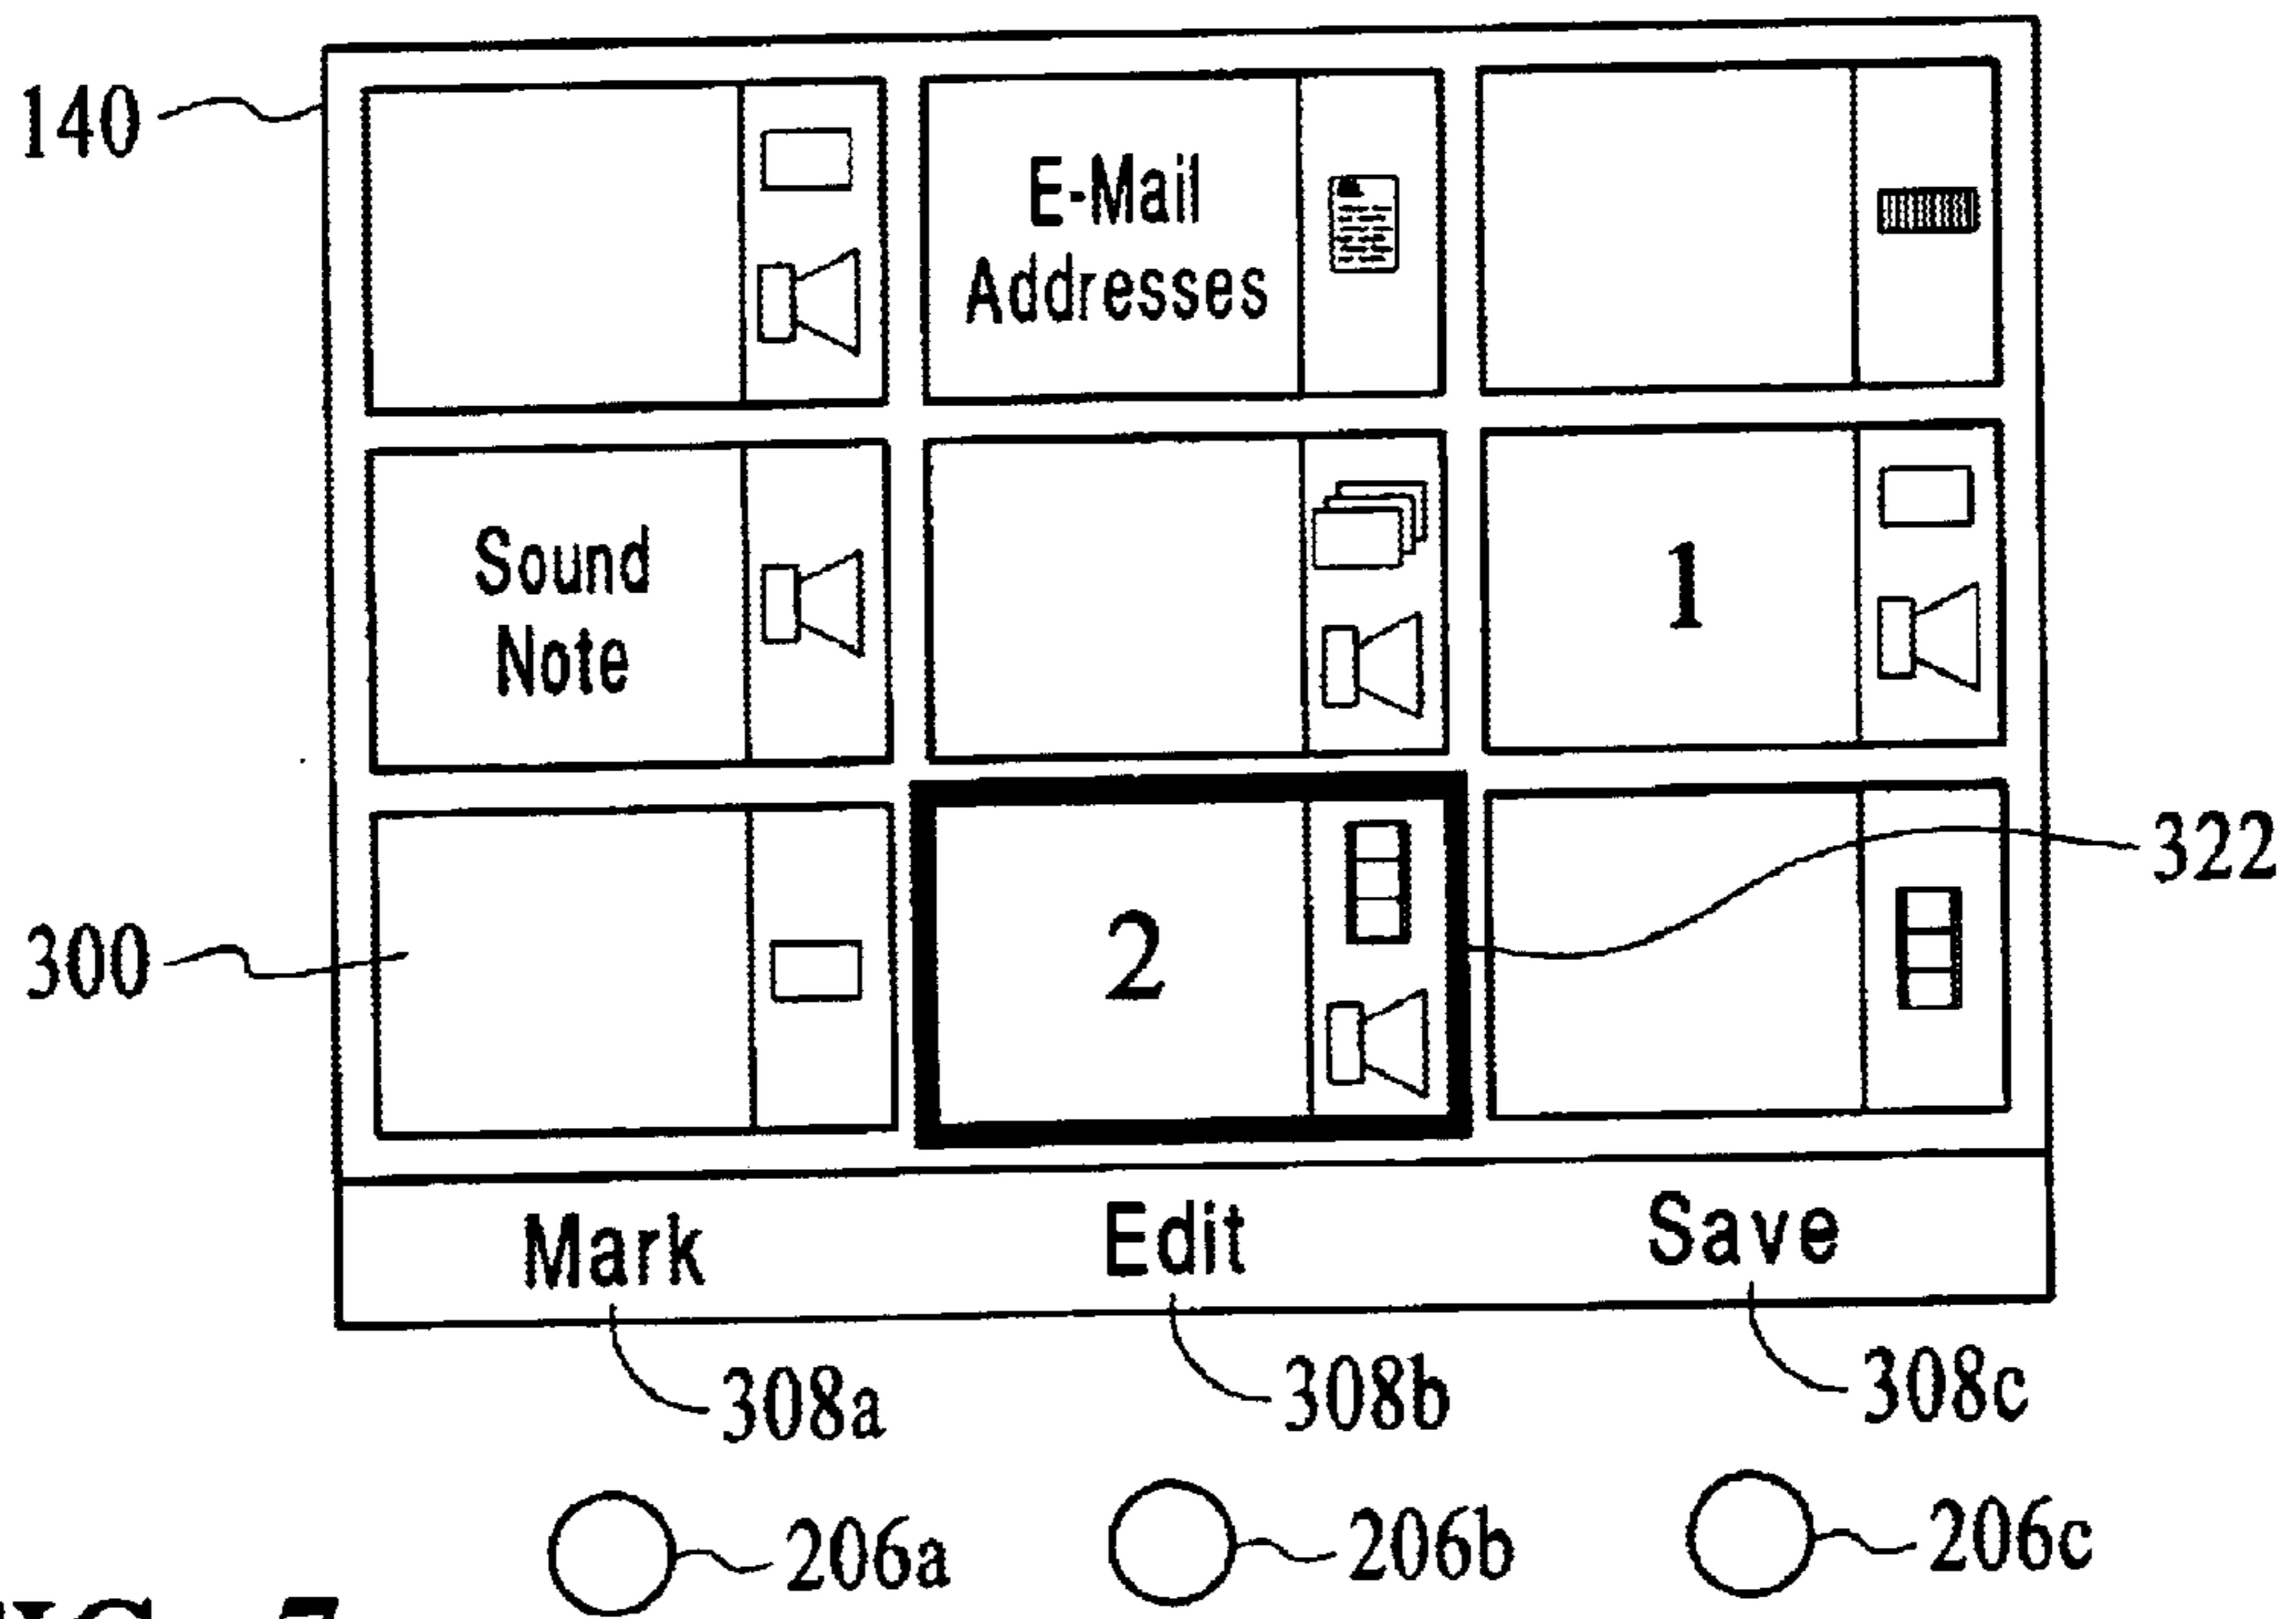 140
E-Mail
Addresses
Sound
Note
1
300
2
322
Mark
Edit
Save
308a
308b
308c
206a
206b
206c